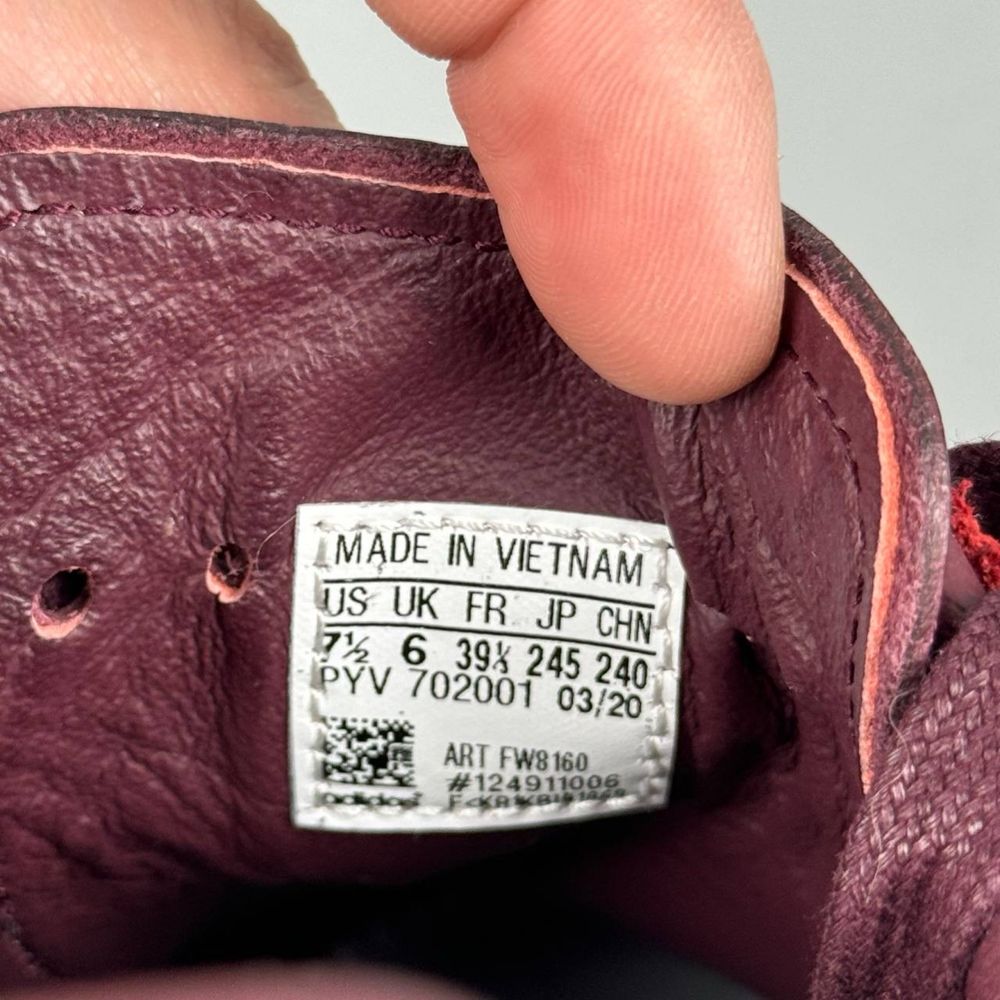 MADE IN VIETNAM
US UK FR JP CHN
7½ 6 39⅓ 245 240
PYV 702001 03/20
ART FW8160
#124911006
adidas